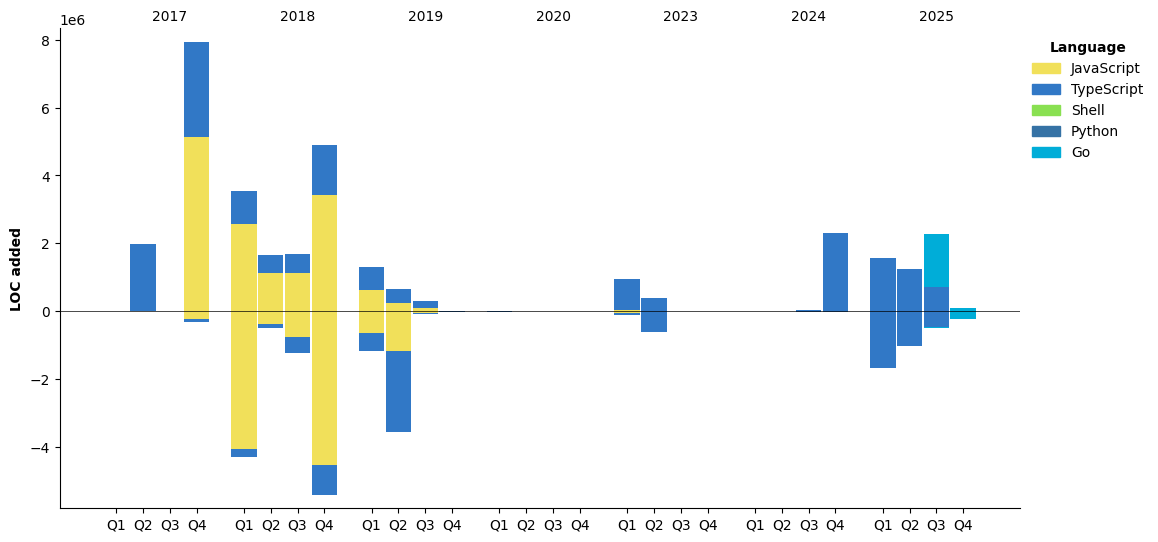 2017 2018 2019 2020 2023 2024 2025
1e6
Language
JavaScript
TypeScript
Shell
Python
Go
LOC added
8
6
4
2
0
−2
−4
Q1 Q2 Q3 Q4 Q1 Q2 Q3 Q4 Q1 Q2 Q3 Q4 Q1 Q2 Q3 Q4 Q1 Q2 Q3 Q4 Q1 Q2 Q3 Q4 Q1 Q2 Q3 Q4